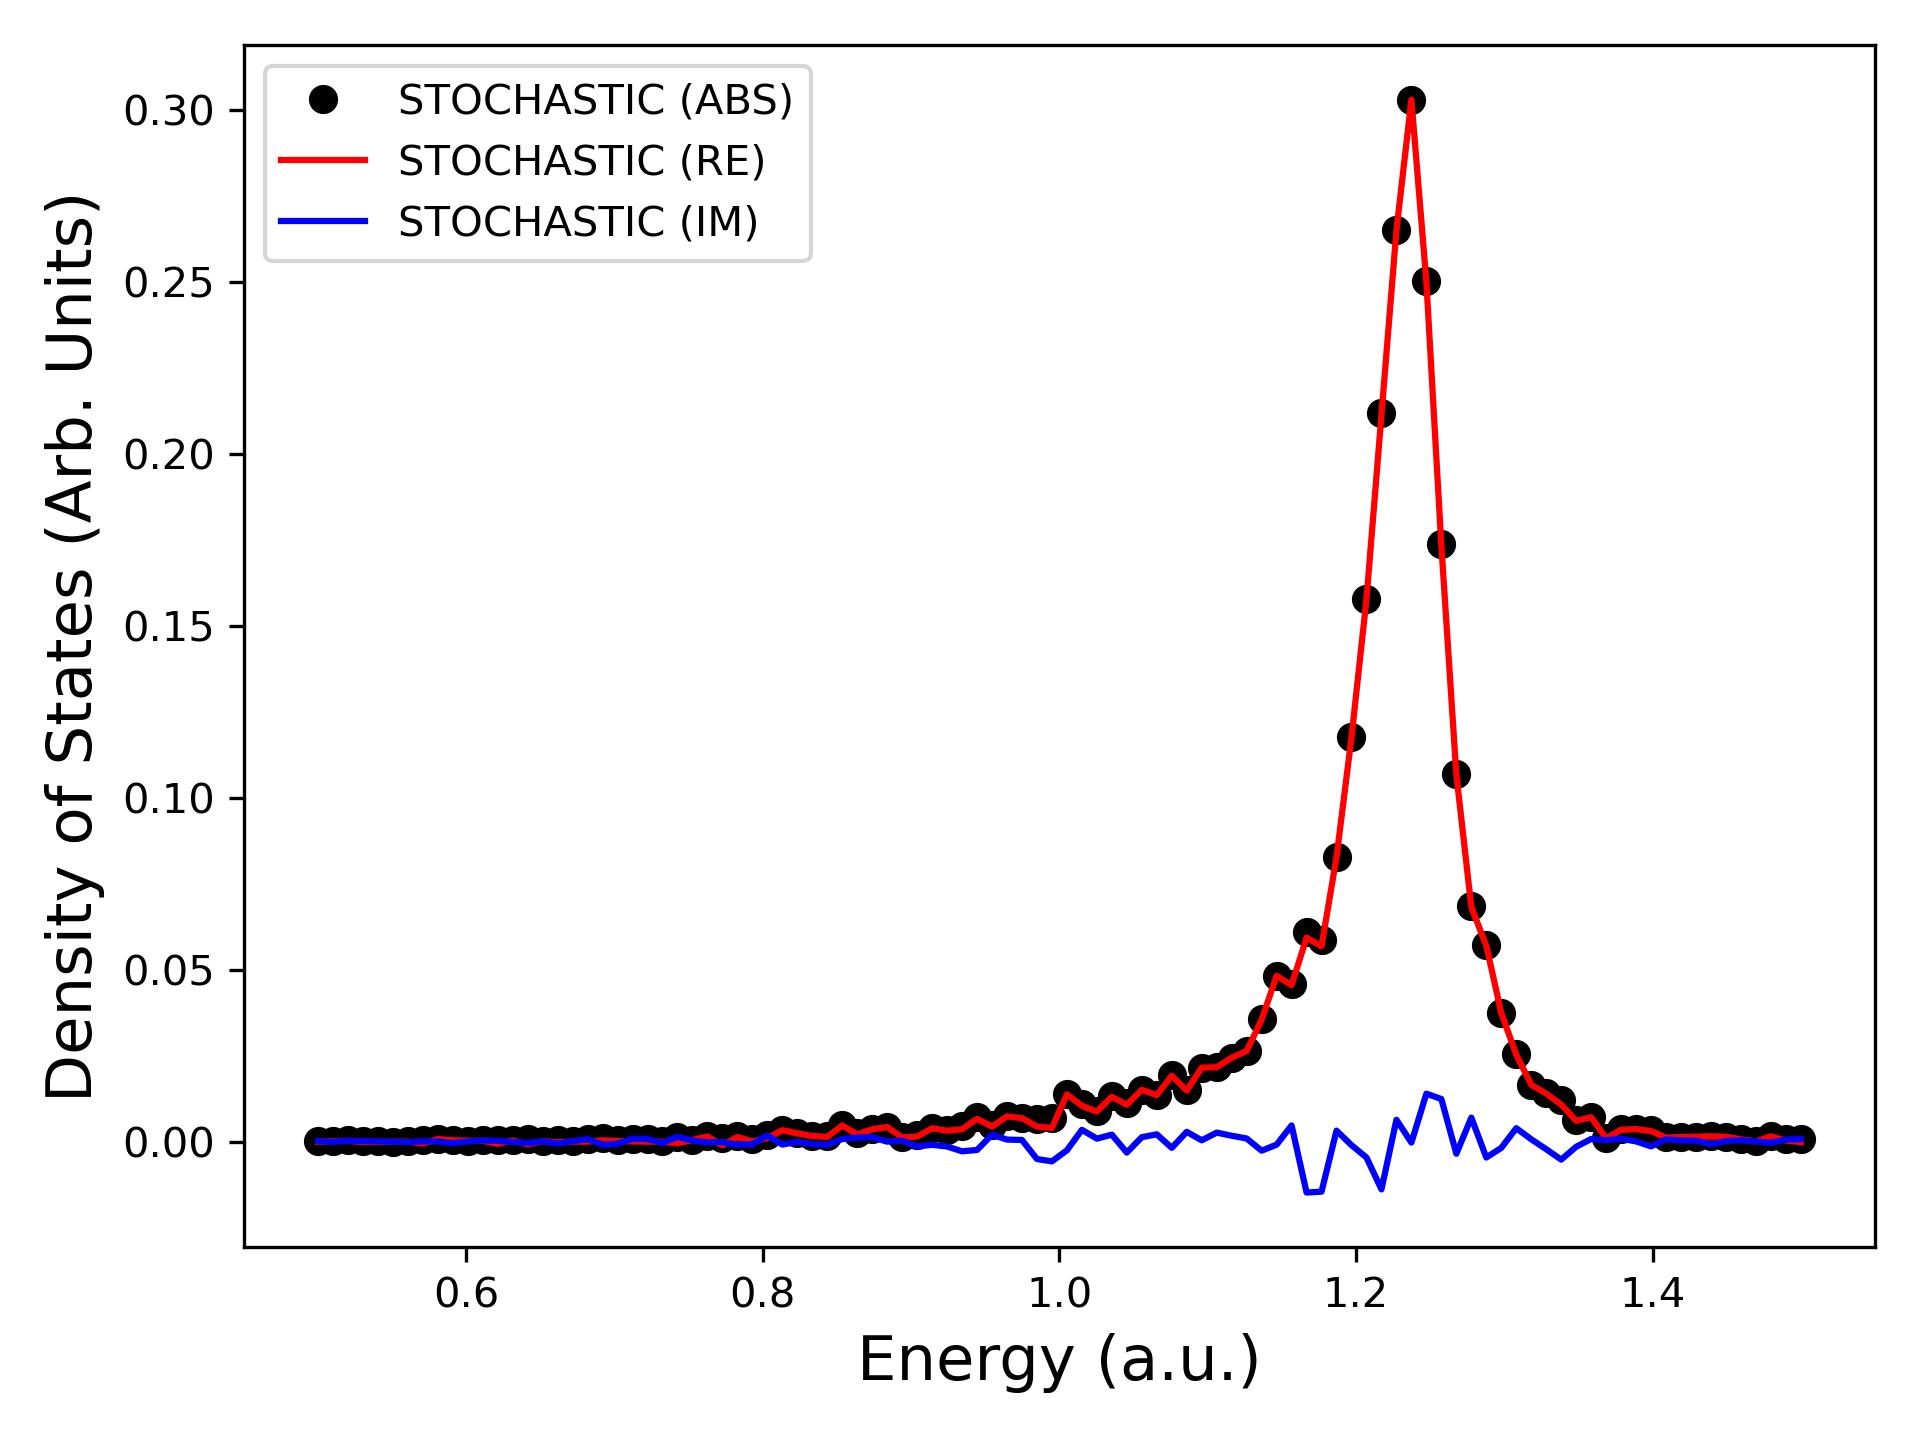 STOCHASTIC (ABS)
STOCHASTIC (RE)
STOCHASTIC (IM)
Density of States (Arb. Units)
0.30
0.25
0.20
0.15
0.10
0.05
0.00
0.6 0.8 1.0 1.2 1.4
Energy (a.u.)